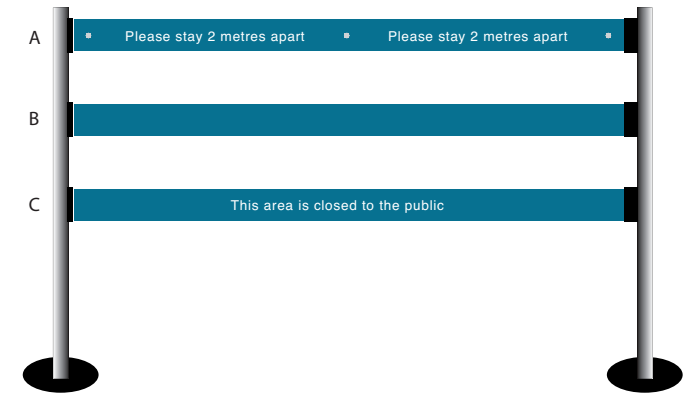 A Please stay 2 metres apart Please stay 2 metres apart
B
C This area is closed to the public